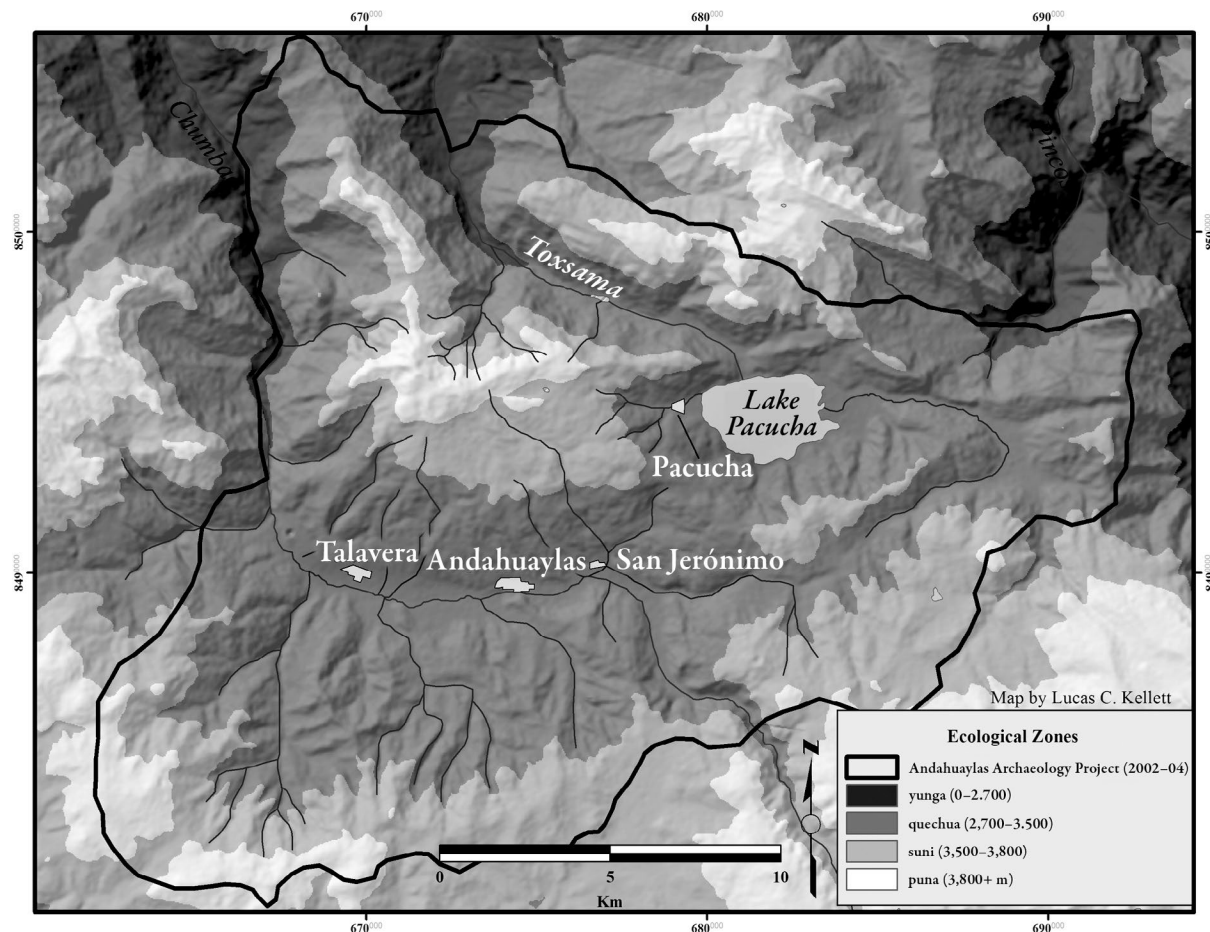 670000
680000
690000
Chumba
8500000
Toxsama
Lake
Pacucha
Pacucha
Talavera
Andahuaylas
San Jerónimo
8490000
Map by Lucas C. Kellett
Ecological Zones
Andahuaylas Archaeology Project (2002–04)
yunga (0–2.700)
quechua (2,700–3.500)
suni (3,500–3,800)
puna (3,800+ m)
N
0
5
10
Km
670000
680000
690000